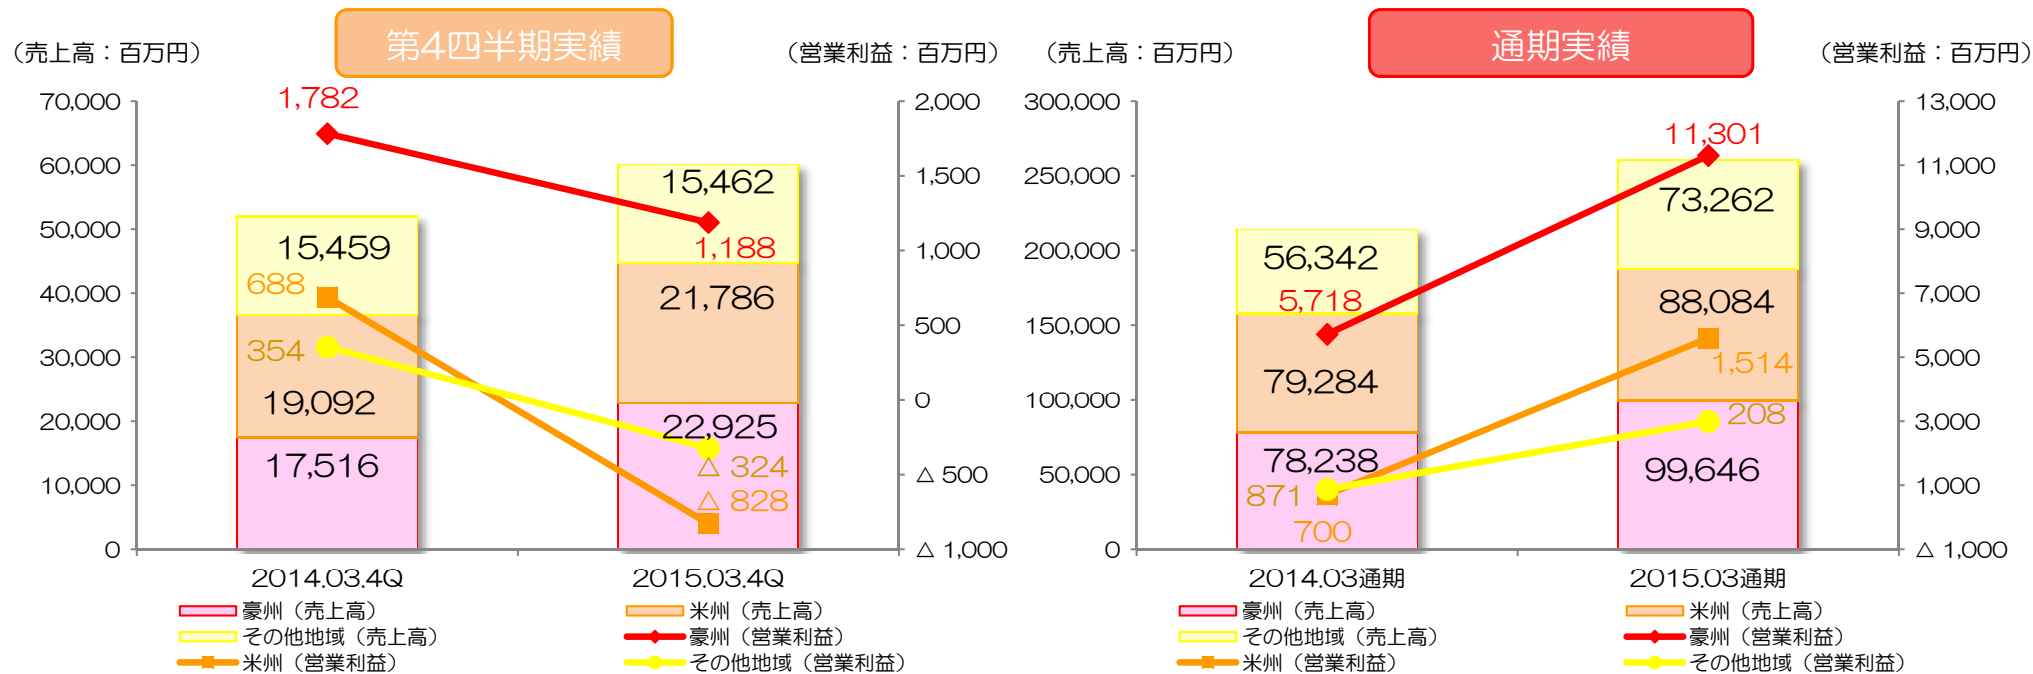 第4四半期実績
（売上高：百万円）
（営業利益：百万円）
70,000
60,000
50,000
40,000
30,000
20,000
10,000
0
2,000
1,500
1,000
500
0
△ 500
△ 1,000
1,782
15,459
688
354
19,092
17,516
15,462
1,188
21,786
22,925
△ 324
△ 828
2014.03.4Q
2015.03.4Q
豪州（売上高）
米州（売上高）
その他地域（売上高）
豪州（営業利益）
米州（営業利益）
その他地域（営業利益）
通期実績
（売上高：百万円）
（営業利益：百万円）
300,000
250,000
200,000
150,000
100,000
50,000
0
13,000
11,000
9,000
7,000
5,000
3,000
1,000
△ 1,000
56,342
5,718
79,284
78,238
871
700
11,301
73,262
88,084
1,514
208
99,646
2014.03通期
2015.03通期
豪州（売上高）
米州（売上高）
その他地域（売上高）
豪州（営業利益）
米州（営業利益）
その他地域（営業利益）